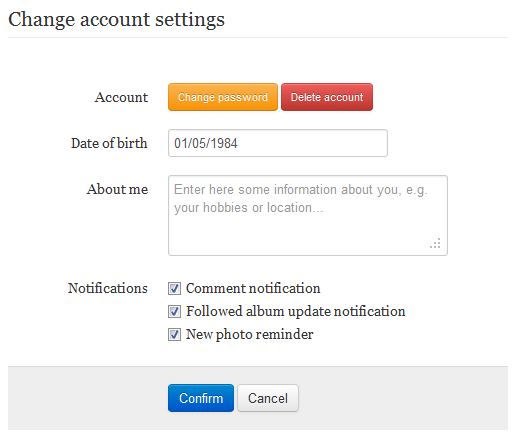 Change account settings
Account Change password Delete account
Date of birth 01/05/1984
About me Enter here some information about you, e.g.
your hobbies or location...
Notifications Comment notification
Followed album update notification
New photo reminder
Confirm Cancel